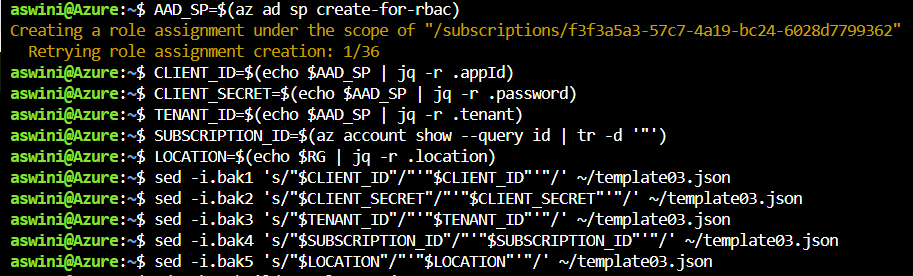 aswini@Azure:~$ AAD_SP=$(az ad sp create-for-rbac)
Creating a role assignment under the scope of "/subscriptions/f3f3a5a3-57c7-4a19-bc24-6028d7799362"
  Retrying role assignment creation: 1/36
aswini@Azure:~$ CLIENT_ID=$(echo $AAD_SP | jq -r .appId)
aswini@Azure:~$ CLIENT_SECRET=$(echo $AAD_SP | jq -r .password)
aswini@Azure:~$ TENANT_ID=$(echo $AAD_SP | jq -r .tenant)
aswini@Azure:~$ SUBSCRIPTION_ID=$(az account show --query id | tr -d '"')
aswini@Azure:~$ LOCATION=$(echo $RG | jq -r .location)
aswini@Azure:~$ sed -i.bak1 's/"$CLIENT_ID"/"'"$CLIENT_ID"'"/' ~/template03.json
aswini@Azure:~$ sed -i.bak2 's/"$CLIENT_SECRET"/"'"$CLIENT_SECRET"'"/' ~/template03.json
aswini@Azure:~$ sed -i.bak3 's/"$TENANT_ID"/"'"$TENANT_ID"'"/' ~/template03.json
aswini@Azure:~$ sed -i.bak4 's/"$SUBSCRIPTION_ID"/"'"$SUBSCRIPTION_ID"'"/' ~/template03.json
aswini@Azure:~$ sed -i.bak5 's/"$LOCATION"/"'"$LOCATION"'"/' ~/template03.json